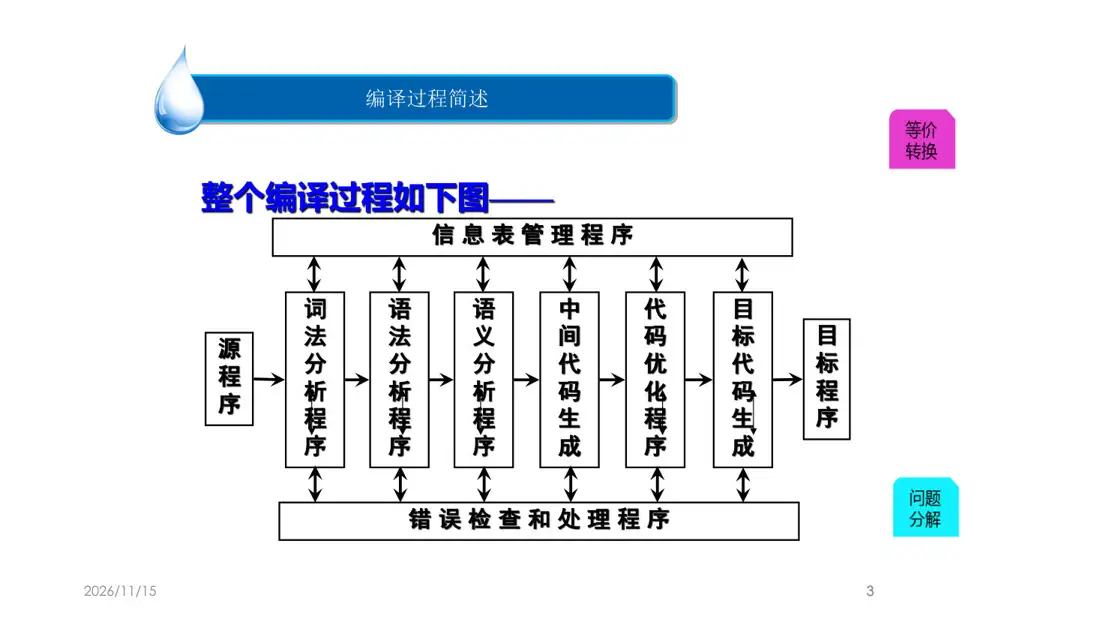 编译过程简述
等价
转换
整个编译过程如下图——
信息表管理程序
源程序
词法分析程序
语法分析程序
语义分析程序
中间代码生成
代码优化程序
目标代码生成
目标程序
错误检查和处理程序
问题
分解
2026/11/15
3